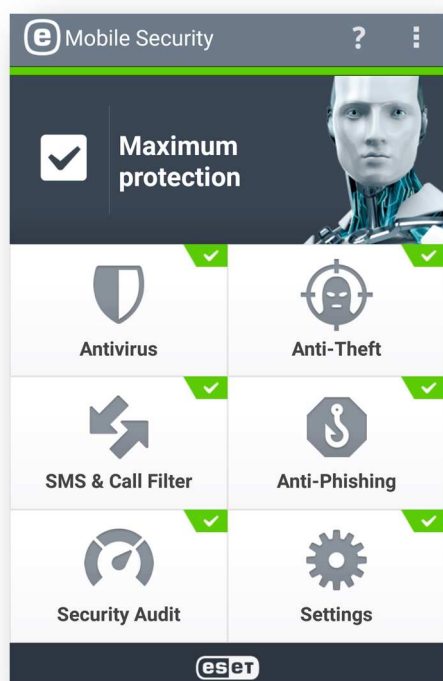 e Mobile Security ?
Maximum
protection
Antivirus
Anti-Theft
SMS & Call Filter
Anti-Phishing
Security Audit
Settings
eseT